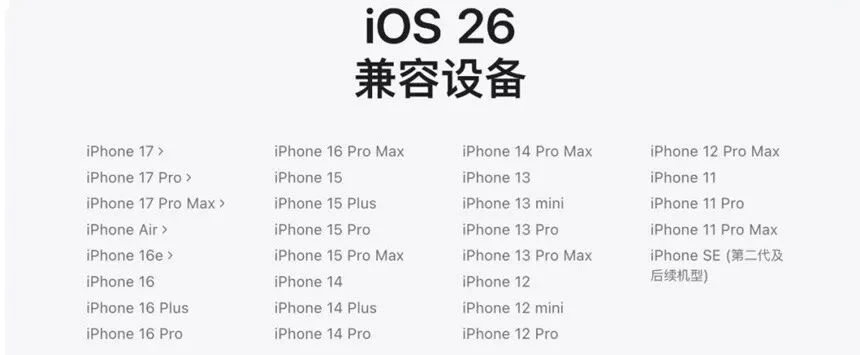 iOS 26
兼容设备
iPhone 17 >
iPhone 17 Pro >
iPhone 17 Pro Max >
iPhone Air >
iPhone 16e >
iPhone 16
iPhone 16 Plus
iPhone 16 Pro
iPhone 16 Pro Max
iPhone 15
iPhone 15 Plus
iPhone 15 Pro
iPhone 15 Pro Max
iPhone 14
iPhone 14 Plus
iPhone 14 Pro
iPhone 14 Pro Max
iPhone 13
iPhone 13 mini
iPhone 13 Pro
iPhone 13 Pro Max
iPhone 12
iPhone 12 mini
iPhone 12 Pro
iPhone 12 Pro Max
iPhone 11
iPhone 11 Pro
iPhone 11 Pro Max
iPhone SE (第二代及
后续机型)